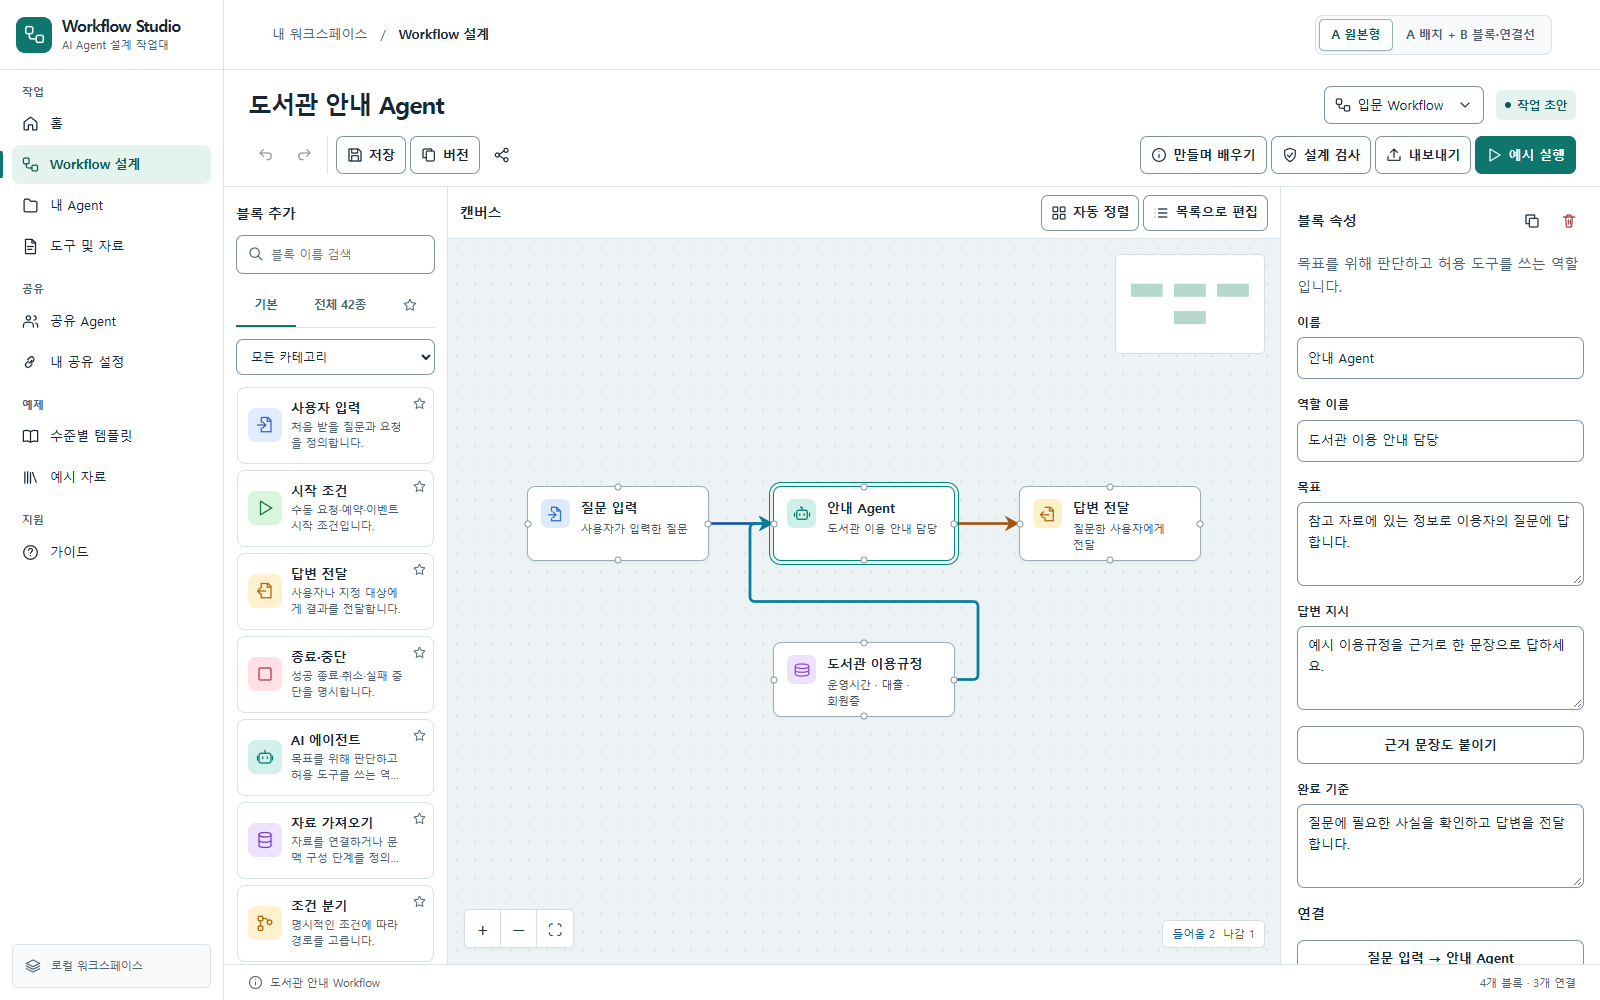 Workflow Studio
AI Agent 설계 작업대
내 워크스페이스 / Workflow 설계
A 원본형
A 배치 + B 블록·연결선
작업
홈
Workflow 설계
내 Agent
도구 및 자료
공유
공유 Agent
내 공유 설정
예제
수준별 템플릿
예시 자료
지원
가이드
로컬 워크스페이스
도서관 안내 Agent
입문 Workflow
작업 초안
저장
버전
만들며 배우기
설계 검사
내보내기
예시 실행
블록 추가
블록 이름 검색
기본
전체 42종
모든 카테고리
사용자 입력
처음 받을 질문과 요청
을 정의합니다.
시작 조건
수동 요청·예약·이벤트
시작 조건입니다.
답변 전달
사용자나 지정 대상에
게 결과를 전달합니다.
종료·중단
성공 종료·취소·실패 중
단을 명시합니다.
AI 에이전트
목표를 위해 판단하고
허용 도구를 쓰는 역...
자료 가져오기
자료를 연결하거나 문
맥 구성 단계를 정의...
조건 분기
명시적인 조건에 따라
경로를 고릅니다.
캔버스
자동 정렬
목록으로 편집
질문 입력
사용자가 입력한 질문
안내 Agent
도서관 이용 안내 담당
답변 전달
질문한 사용자에게
전달
도서관 이용규정
운영시간 · 대출 ·
회원증
들어옴 2 나감 1
블록 속성
목표를 위해 판단하고 허용 도구를 쓰는 역할
입니다.
이름
안내 Agent
역할 이름
도서관 이용 안내 담당
목표
참고 자료에 있는 정보로 이용자의 질문에 답
합니다.
답변 지시
예시 이용규정을 근거로 한 문장으로 답하세
요.
근거 문장도 붙이기
완료 기준
질문에 필요한 사실을 확인하고 답변을 전달
합니다.
연결
질문 입력 → 안내 Agent
도서관 안내 Workflow
4개 블록 · 3개 연결